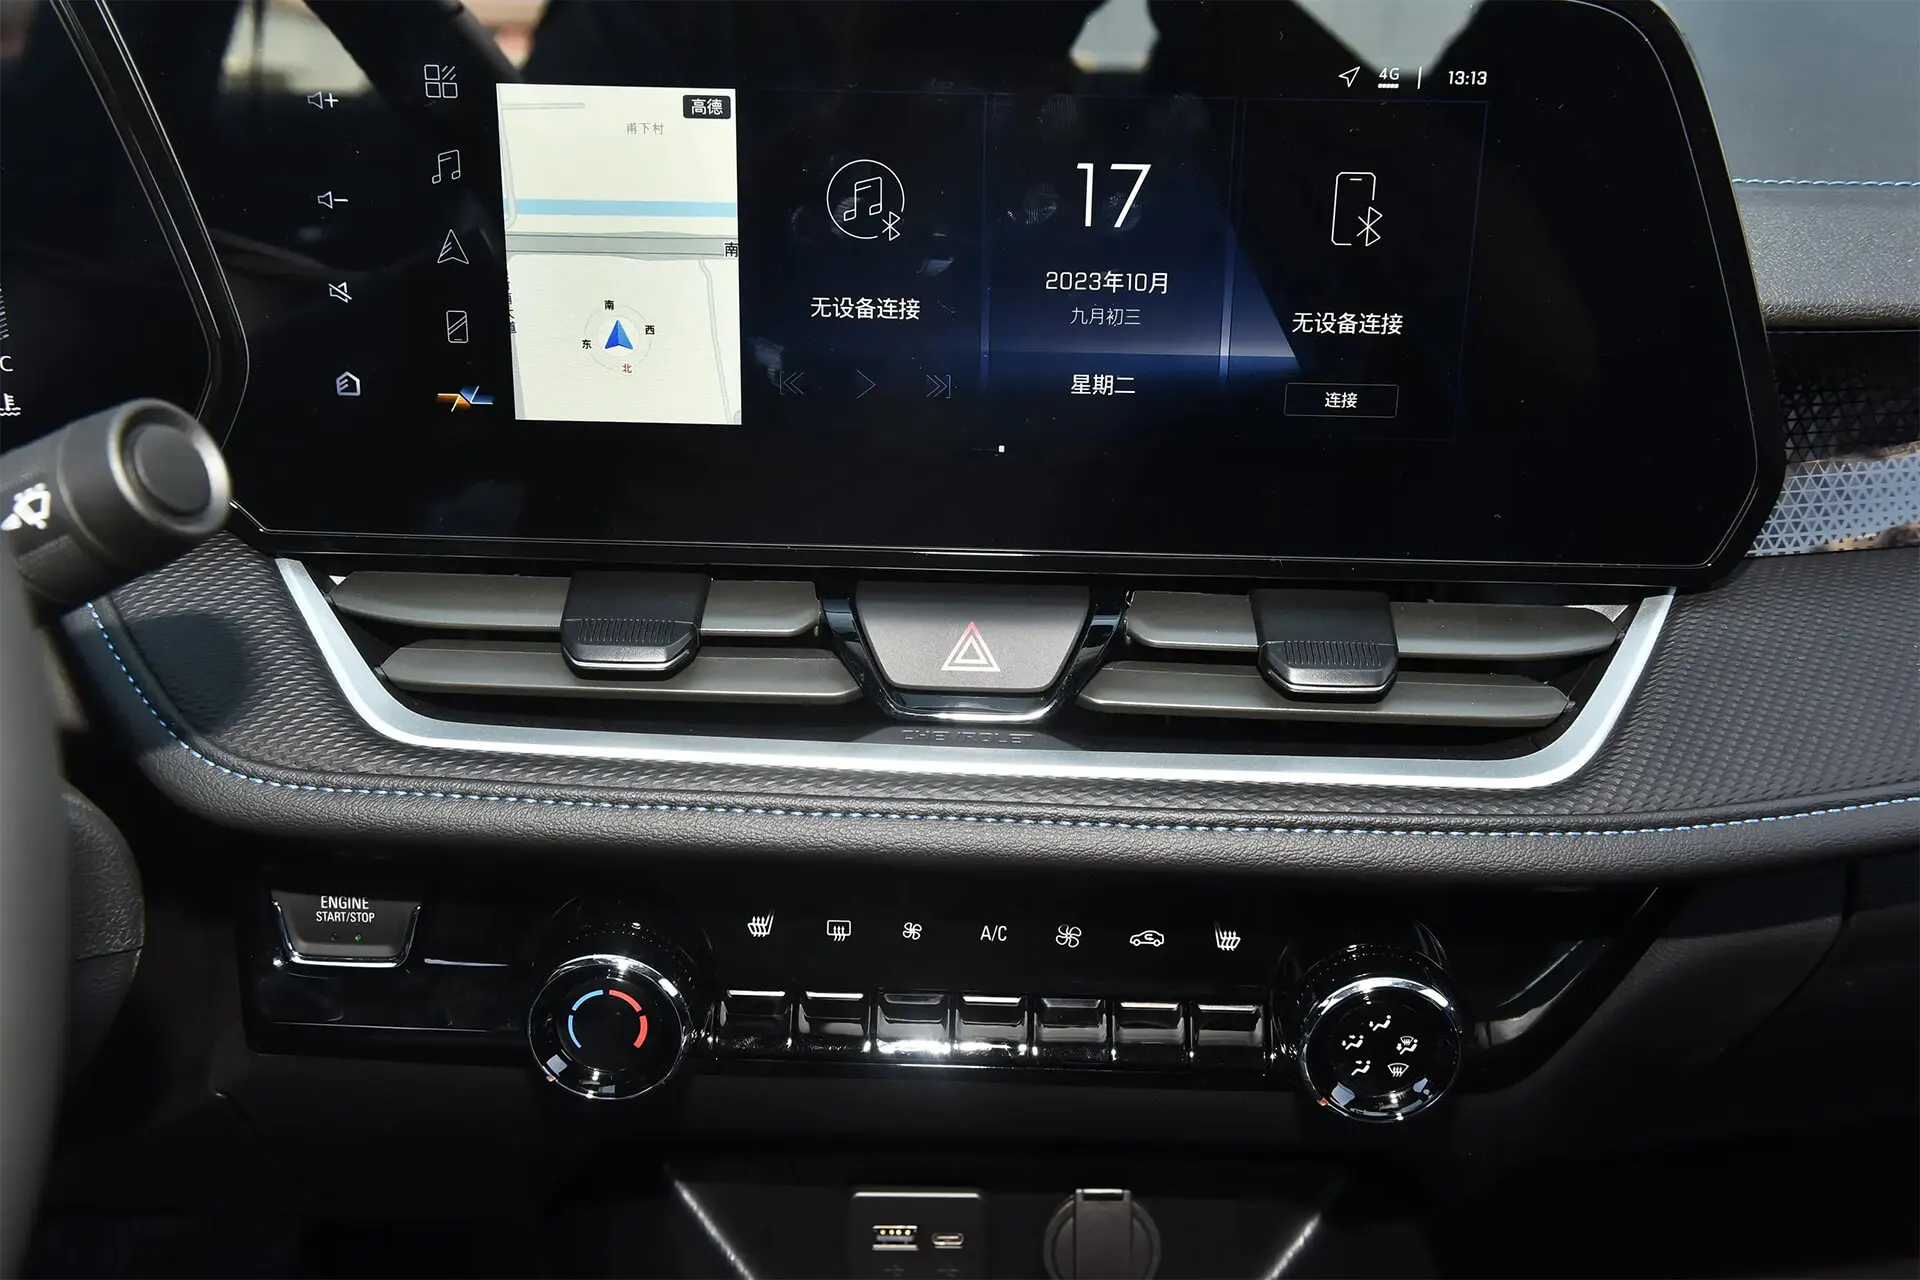 4G 13:13
高德
甫下村
南
南
西
东
北
无设备连接
17
2023年10月
九月初三
星期二
无设备连接
连接
C
CHEVROLET
ENGINE
START/STOP
A/C